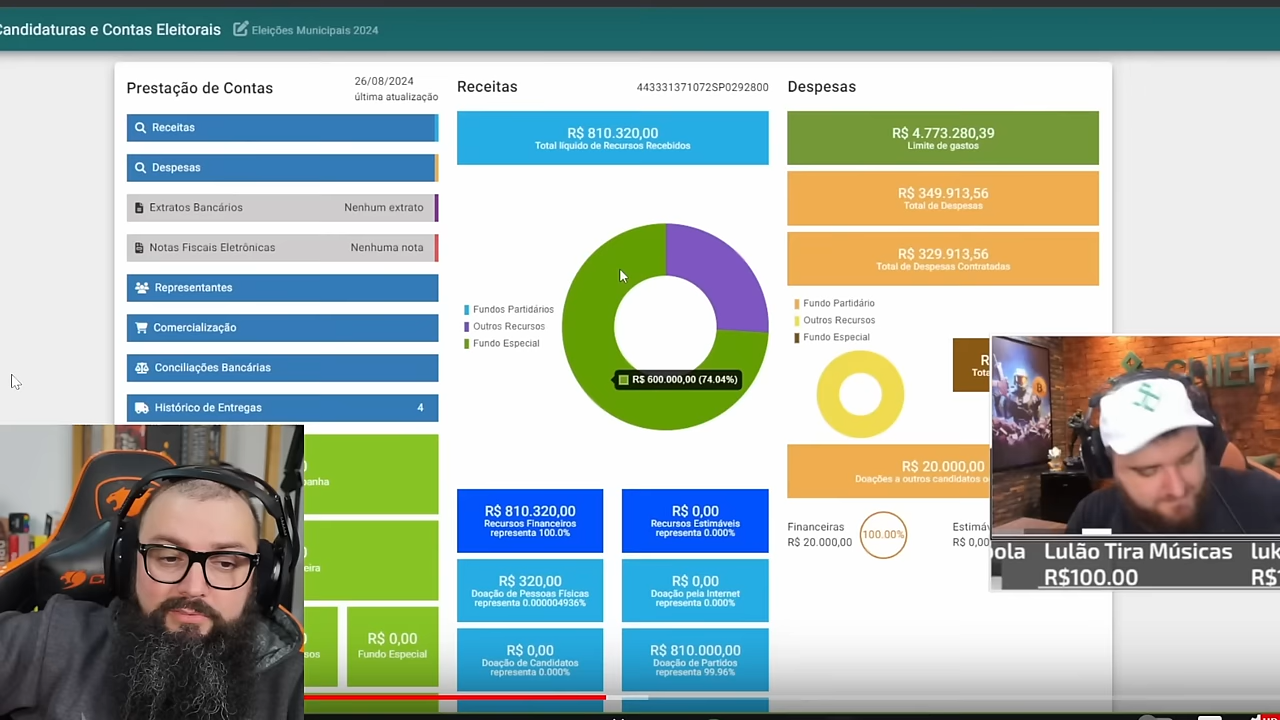 Candidaturas e Contas Eleitorais
Eleições Municipais 2024
Prestação de Contas
26/08/2024
última atualização
Receitas
Despesas
Extratos Bancários
Nenhum extrato
Notas Fiscais Eletrônicas
Nenhuma nota
Representantes
Comercialização
Conciliações Bancárias
Histórico de Entregas
4
R$ 0,00
Fundo Especial
Receitas
443331371072SP0292800
R$ 810.320,00
Total líquido de Recursos Recebidos
Fundos Partidários
Outros Recursos
Fundo Especial
R$ 600.000,00 (74.04%)
R$ 810.320,00
Recursos Financeiros
representa 100.0%
R$ 0,00
Recursos Estimáveis
representa 0.000%
R$ 320,00
Doação de Pessoas Físicas
representa 0.000004936%
R$ 0,00
Doação pela Internet
representa 0.000%
R$ 0,00
Doação de Candidatos
representa 0.000%
R$ 810.000,00
Doação de Partidos
representa 99.96%
Despesas
R$ 4.773.280,39
Limite de gastos
R$ 349.913,56
Total de Despesas
R$ 329.913,56
Total de Despesas Contratadas
Fundo Partidário
Outros Recursos
Fundo Especial
R$ 20.000,00
Doações a outros candidatos
Financeiras
R$ 20.000,00
100.00%
R$ 0,00
CHIEF
Lulão Tira Músicas
R$100.00